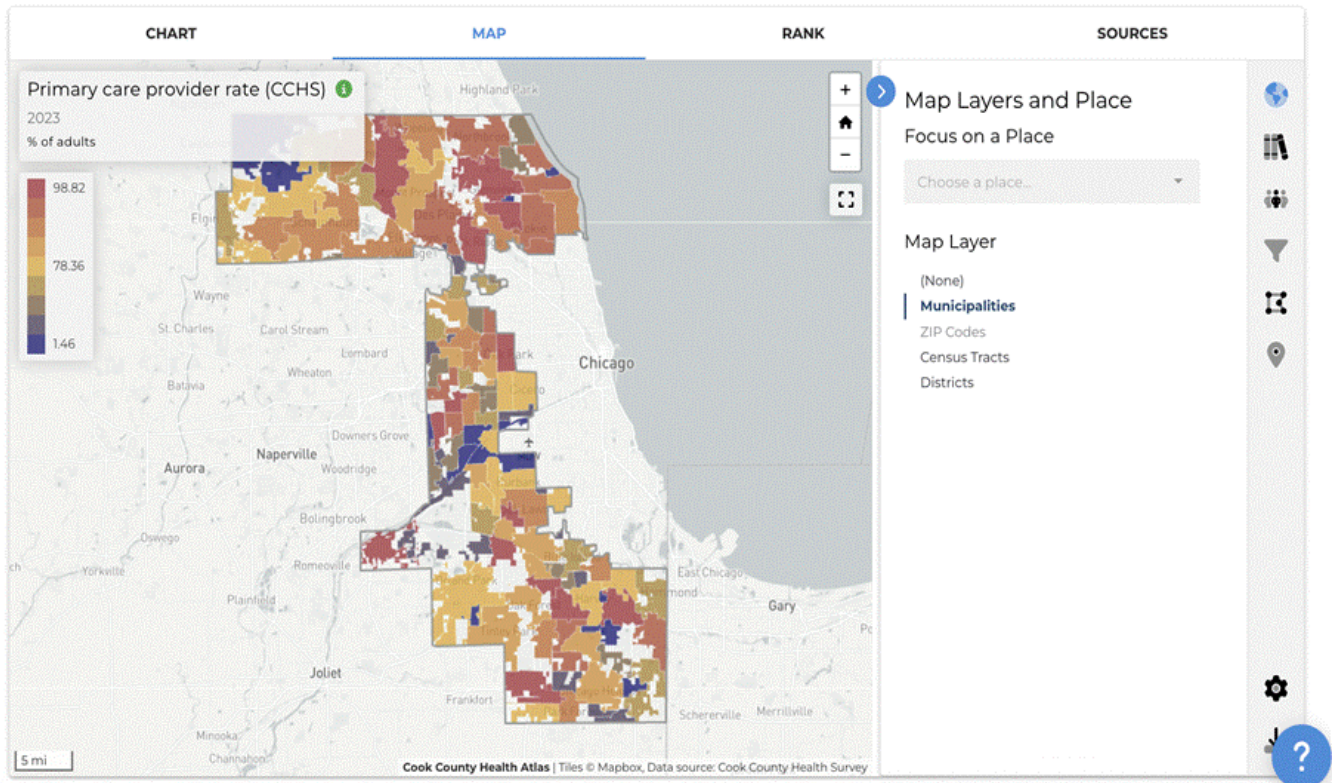 CHART
MAP
RANK
SOURCES
Primary care provider rate (CCHS)
2023
% of adults
98.82
78.36
1.46
+
−
Highland Park
Elgin
Wayne
St. Charles
Carol Stream
Lombard
Wheaton
Batavia
Chicago
Cicero
Downers Grove
Naperville
Aurora
Woodridge
Bolingbrook
Oswego
Romeoville
Yorkville
Plainfield
East Chicago
Gary
Joliet
Frankfort
Schererville
Merrillville
Minooka
Channahon
5 mi
Cook County Health Atlas | Tiles © Mapbox, Data source: Cook County Health Survey
Map Layers and Place
Focus on a Place
Choose a place...
Map Layer
(None)
Municipalities
ZIP Codes
Census Tracts
Districts
?